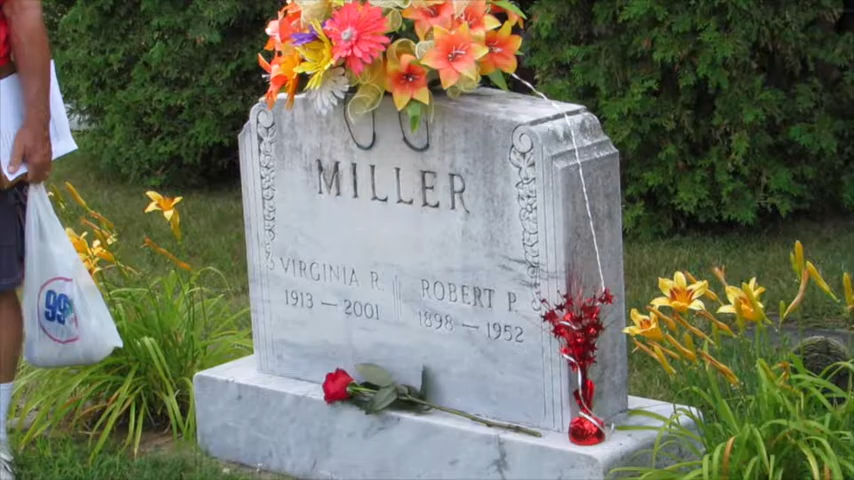 MILLER
VIRGINIA R.
1913 — 2001
ROBERT P.
1898 — 1952
99